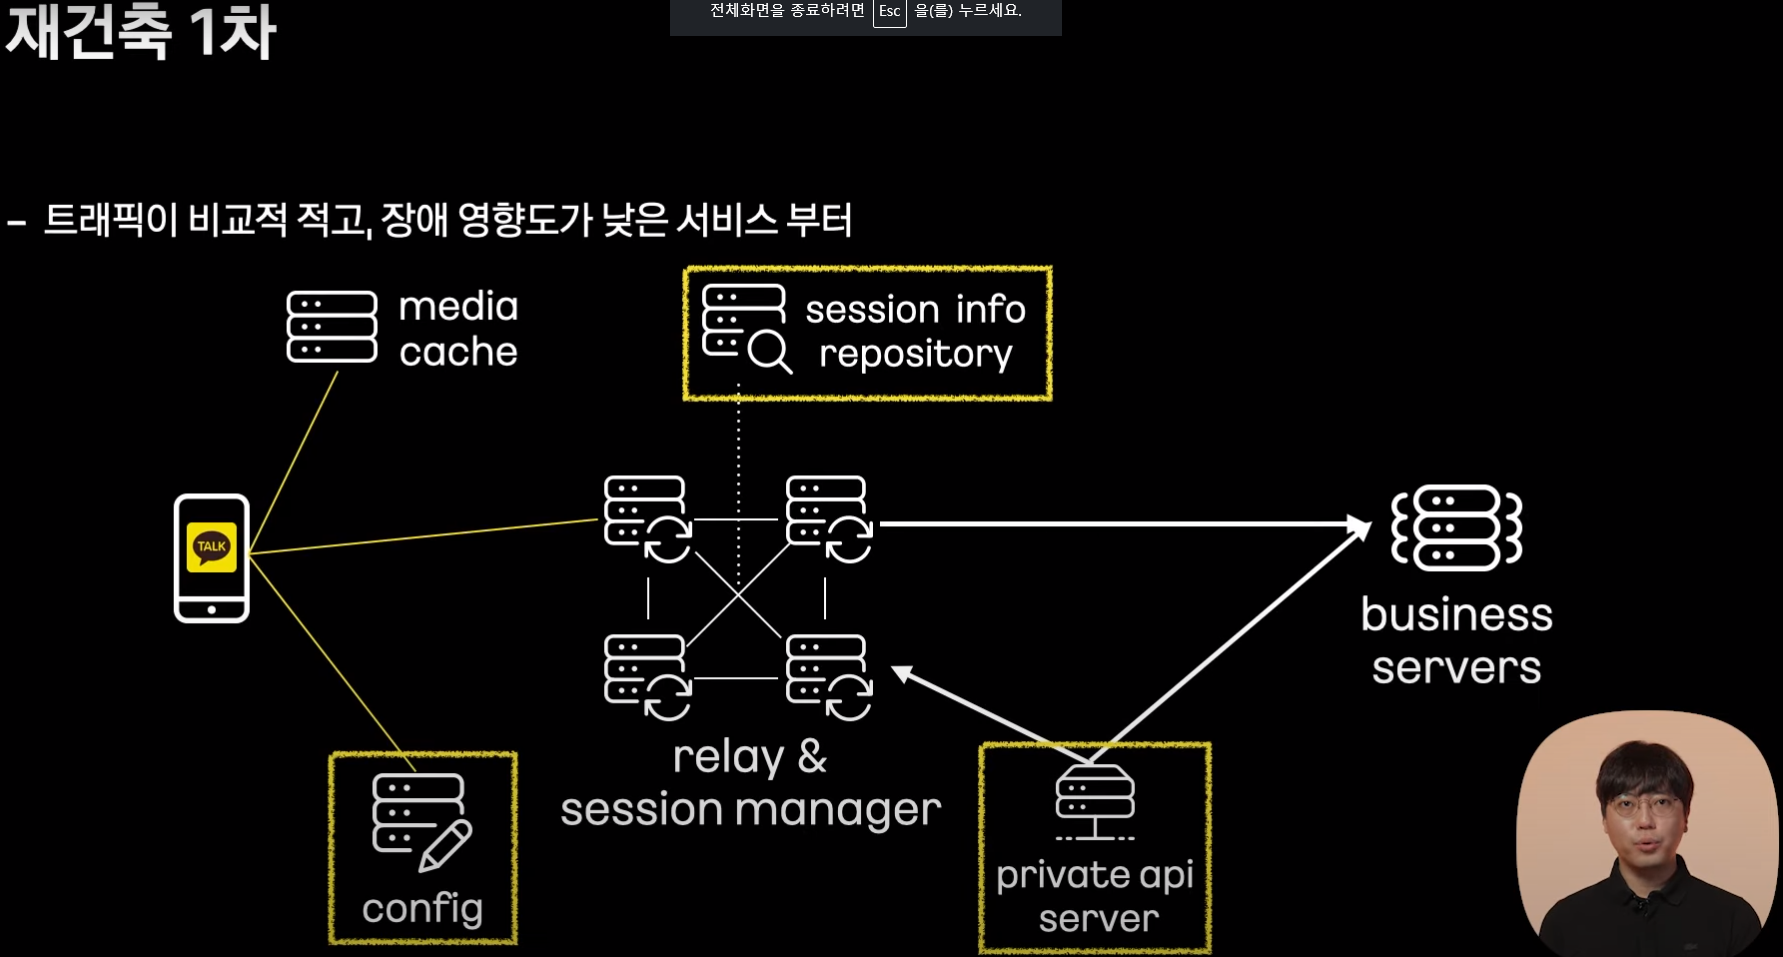 전체화면을 종료하려면 Esc 을(를) 누르세요.
재건축 1차
- 트래픽이 비교적 적고, 장애 영향도가 낮은 서비스 부터
media
cache
session info
repository
TALK
business
servers
relay &
session manager
config
private api
server